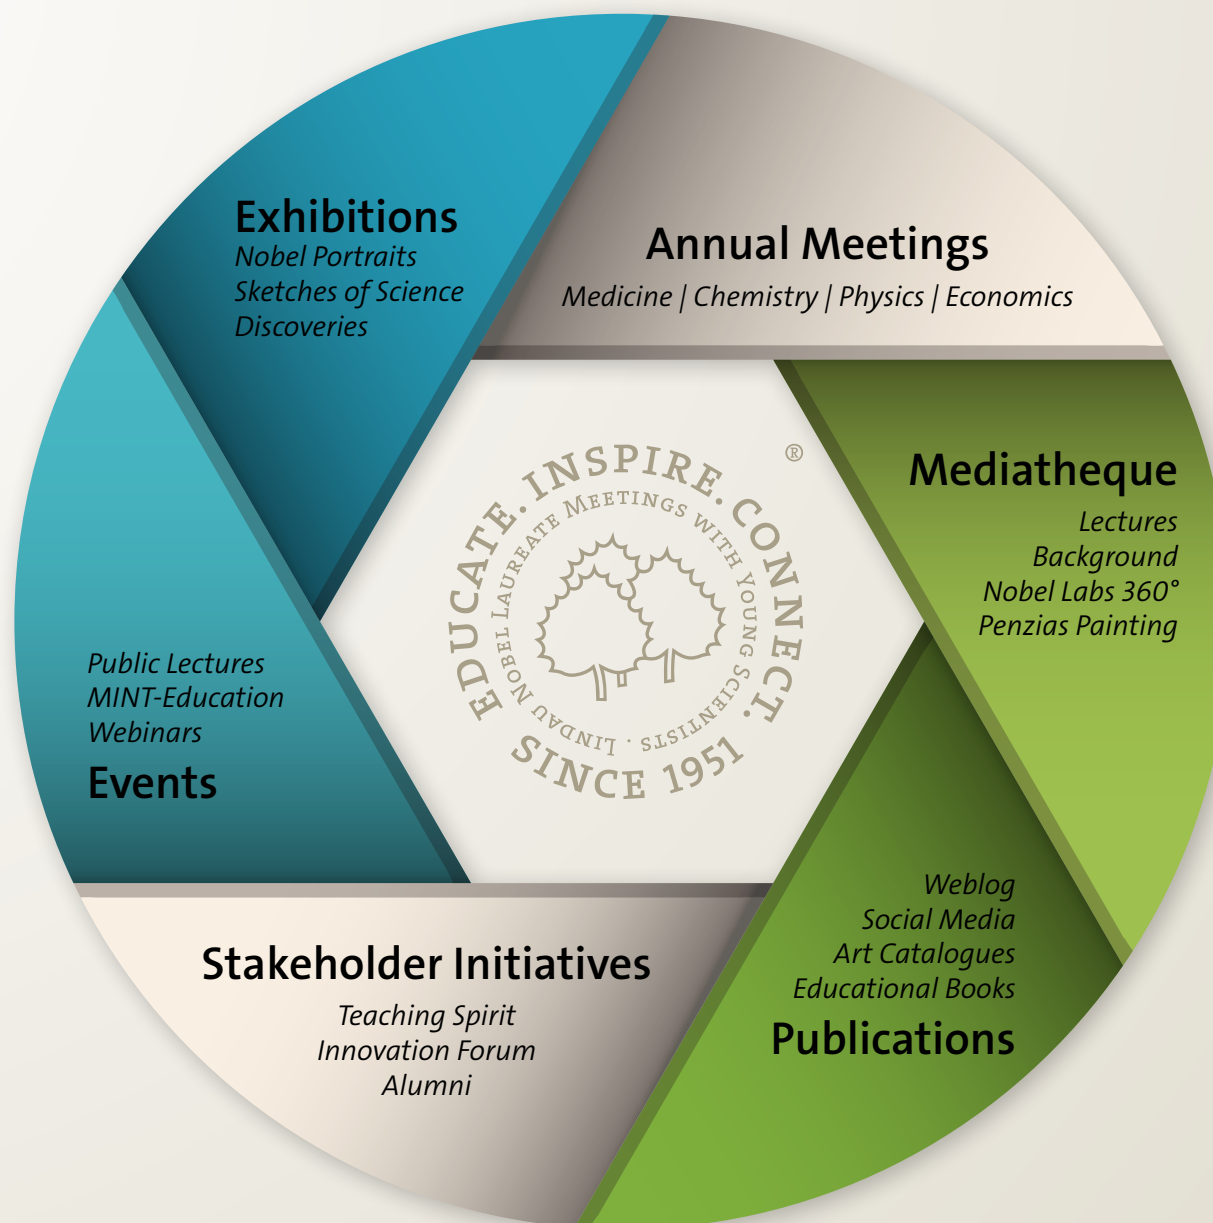 Exhibitions
Nobel Portraits
Sketches of Science
Discoveries
Annual Meetings
Medicine | Chemistry | Physics | Economics
Mediatheque
Lectures
Background
Nobel Labs 360°
Penzias Painting
EDUCATE. INSPIRE. CONNECT.
®
LINDAU NOBEL LAUREATE MEETINGS WITH YOUNG SCIENTISTS ·
SINCE 1951
Public Lectures
MINT-Education
Webinars
Events
Weblog
Social Media
Art Catalogues
Educational Books
Publications
Stakeholder Initiatives
Teaching Spirit
Innovation Forum
Alumni